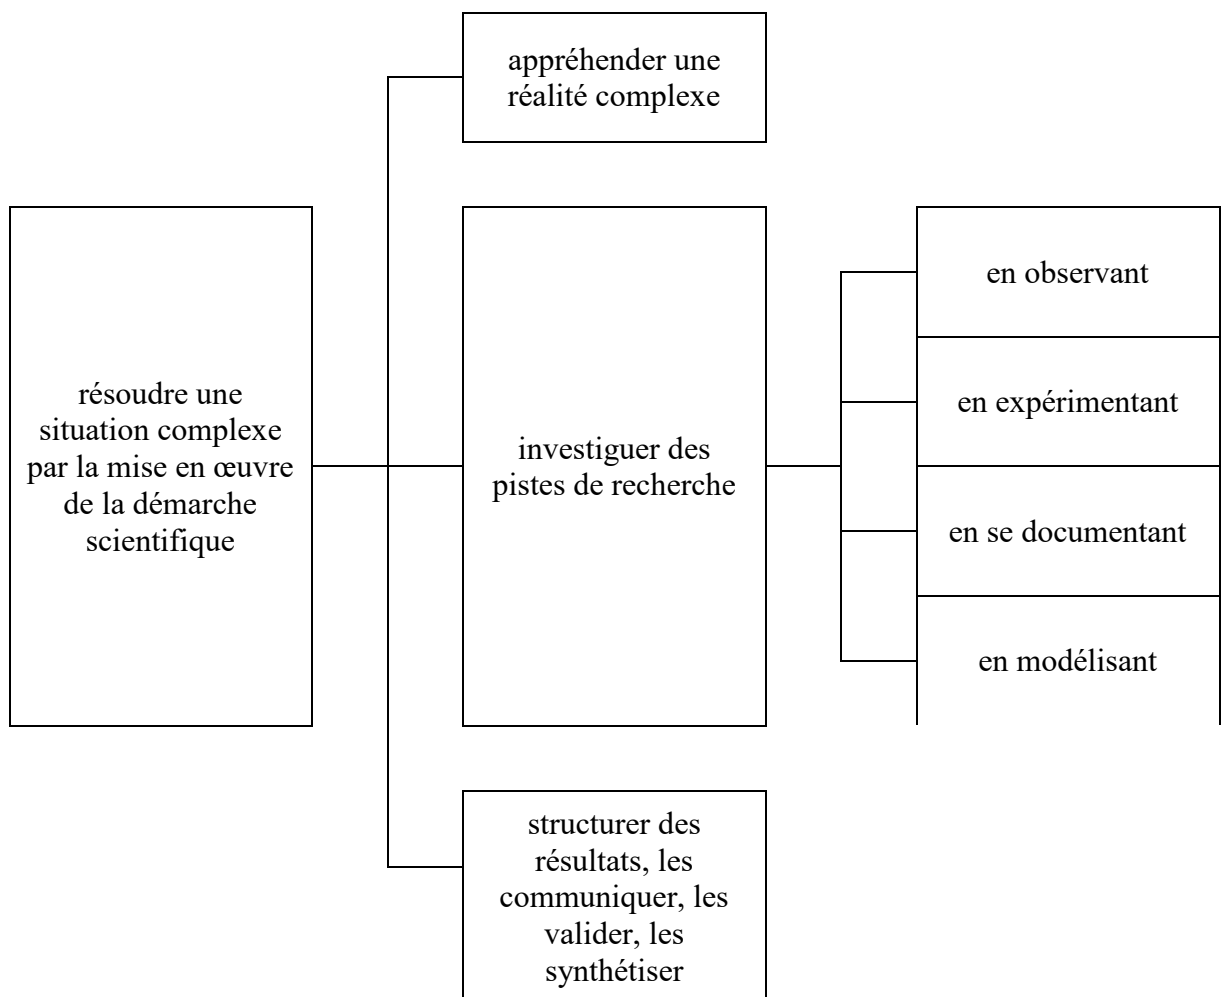 appréhender une
réalité complexe
résoudre une
situation complexe
par la mise en œuvre
de la démarche
scientifique
investiguer des
pistes de recherche
en observant
en expérimentant
en se documentant
en modélisant
structurer des
résultats, les
communiquer, les
valider, les
synthétiser